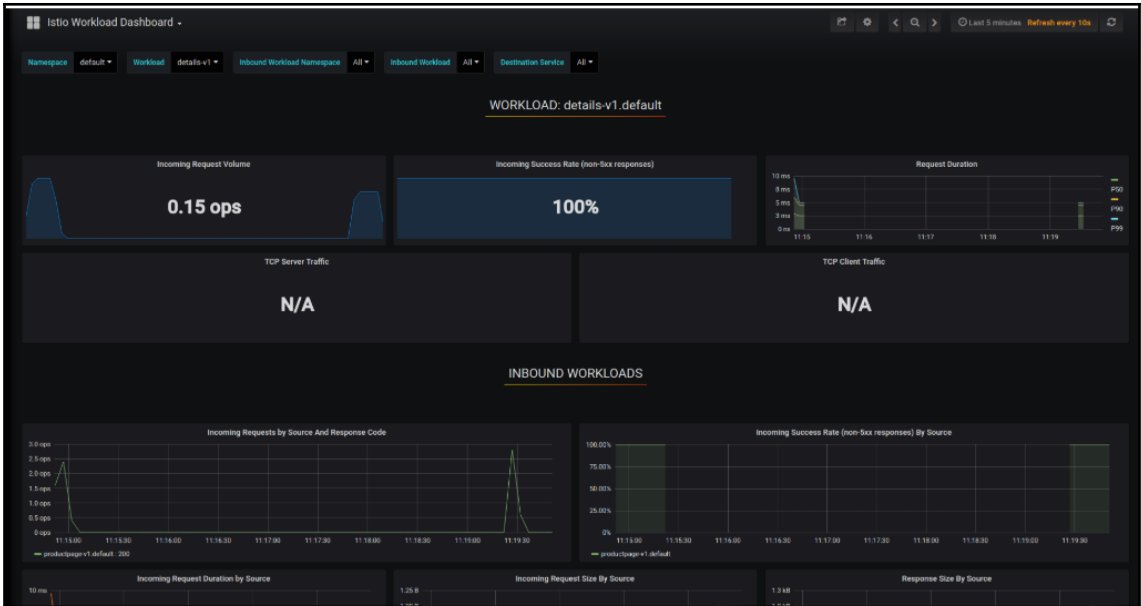 Istio Workload Dashboard
Last 5 minutes Refresh every 10s
Namespace default Workload details-v1 Inbound Workload Namespace All Inbound Workload All Destination Service All
WORKLOAD: details-v1.default
Incoming Request Volume
0.15 ops
Incoming Success Rate (non-5xx responses)
100%
Request Duration
10 ms
8 ms
5 ms
3 ms
0 ns
11:15 11:16 11:17 11:18 11:19
P50
P90
P99
TCP Server Traffic
N/A
TCP Client Traffic
N/A
INBOUND WORKLOADS
Incoming Requests by Source And Response Code
3.0 ops
2.5 ops
2.0 ops
1.5 ops
1.0 ops
0.5 ops
0 ops
11:15:00 11:15:30 11:16:00 11:16:30 11:17:00 11:17:30 11:18:00 11:18:30 11:19:00 11:19:30
productpage-v1.default : 200
Incoming Success Rate (non-5xx responses) By Source
100.00%
75.00%
50.00%
25.00%
0%
11:15:00 11:15:30 11:16:00 11:16:30 11:17:00 11:17:30 11:18:00 11:18:30 11:19:00 11:19:30
productpage-v1.default
Incoming Request Duration by Source
10 ms
Incoming Request Size By Source
1.25 B
Response Size By Source
1.3 kB